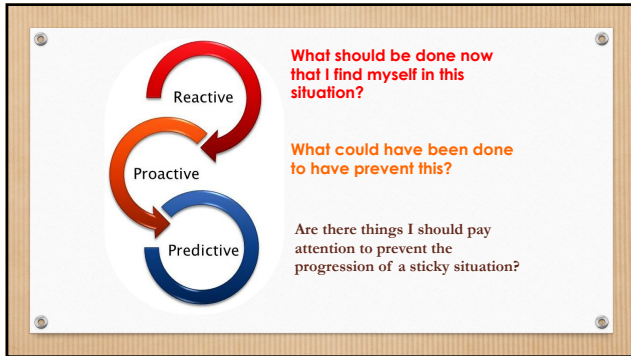 Reactive
What should be done now
that I find myself in this
situation?
Proactive
What could have been done
to have prevent this?
Predictive
Are there things I should pay
attention to prevent the
progression of a sticky situation?